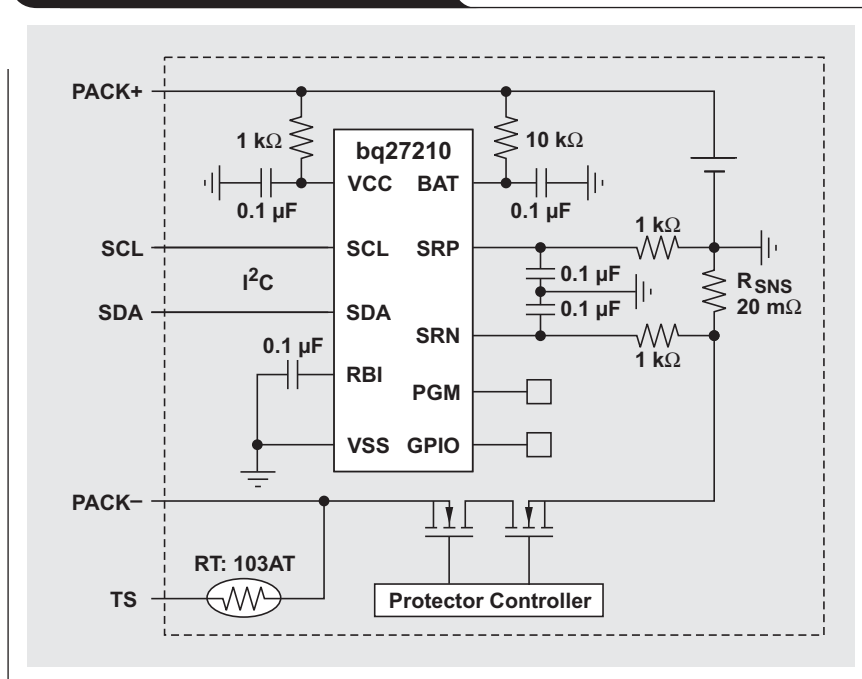 PACK+
1 kΩ
bq27210
10 kΩ
VCC
BAT
0.1 µF
0.1 µF
1 kΩ
SCL
SCL
SRP
I²C
0.1 µF
R SNS
20 mΩ
SDA
SDA
0.1 µF
SRN
0.1 µF
RBI
1 kΩ
PGM
VSS
GPIO
PACK–
RT: 103AT
TS
Protector Controller